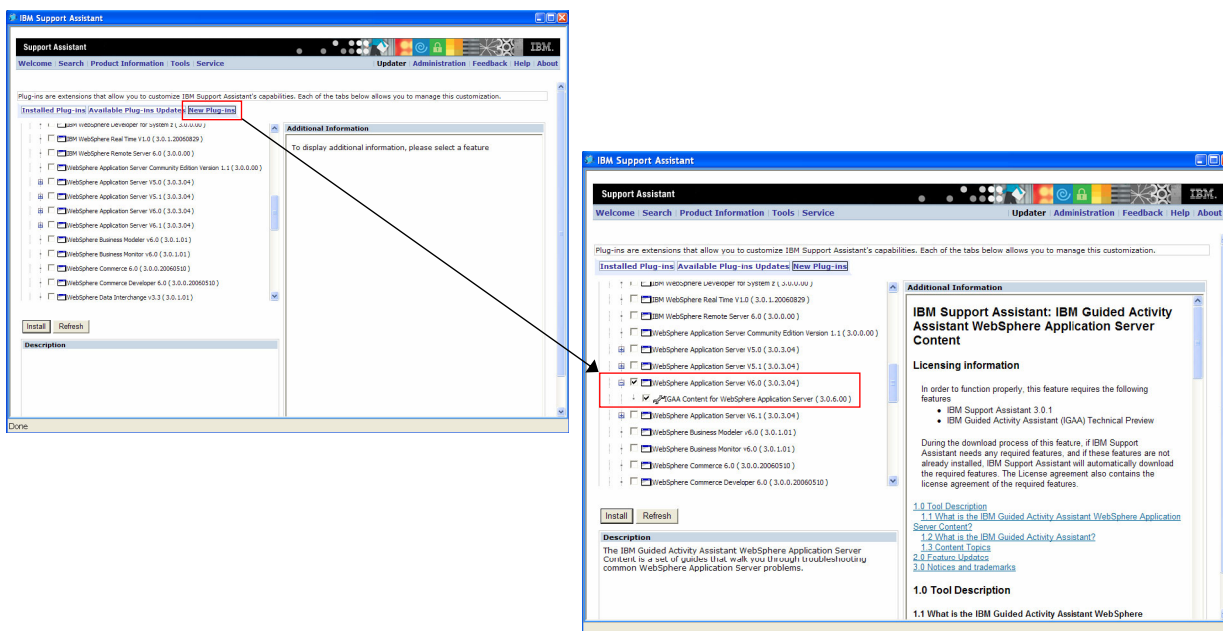 IBM Support Assistant
Support Assistant
IBM.
Welcome Search Product Information Tools Service Updater Administration Feedback Help About
Plug-ins are extensions that allow you to customize IBM Support Assistant's capabilities. Each of the tabs below allows you to manage this customization.
Installed Plug-ins Available Plug-ins Updates New Plug-ins
IBM WebSphere Developer for System z ( 3.0.0.00 )
IBM WebSphere Real Time V1.0 ( 3.0.1.20060829 )
IBM WebSphere Remote Server 6.0 ( 3.0.0.00 )
WebSphere Application Server Community Edition Version 1.1 ( 3.0.0.00 )
WebSphere Application Server V5.0 ( 3.0.3.04 )
WebSphere Application Server V5.1 ( 3.0.3.04 )
WebSphere Application Server V6.0 ( 3.0.3.04 )
WebSphere Application Server V6.1 ( 3.0.3.04 )
WebSphere Business Modeler v6.0 ( 3.0.1.01 )
WebSphere Business Monitor v6.0 ( 3.0.1.01 )
WebSphere Commerce 6.0 ( 3.0.0.20060510 )
WebSphere Commerce Developer 6.0 ( 3.0.0.20060510 )
WebSphere Data Interchange v3.3 ( 3.0.1.01 )
Additional Information
To display additional information, please select a feature
Install Refresh
Description
Done
IBM Support Assistant
Support Assistant
IBM.
Welcome Search Product Information Tools Service Updater Administration Feedback Help About
Plug-ins are extensions that allow you to customize IBM Support Assistant's capabilities. Each of the tabs below allows you to manage this customization.
Installed Plug-ins Available Plug-ins Updates New Plug-ins
IBM WebSphere Developer for System z ( 3.0.0.00 )
IBM WebSphere Real Time V1.0 ( 3.0.1.20060829 )
IBM WebSphere Remote Server 6.0 ( 3.0.0.00 )
WebSphere Application Server Community Edition Version 1.1 ( 3.0.0.00 )
WebSphere Application Server V5.0 ( 3.0.3.04 )
WebSphere Application Server V5.1 ( 3.0.3.04 )
WebSphere Application Server V6.0 ( 3.0.3.04 )
IGAA Content for WebSphere Application Server ( 3.0.6.00 )
WebSphere Application Server V6.1 ( 3.0.3.04 )
WebSphere Business Modeler v6.0 ( 3.0.1.01 )
WebSphere Business Monitor v6.0 ( 3.0.1.01 )
WebSphere Commerce 6.0 ( 3.0.0.20060510 )
WebSphere Commerce Developer 6.0 ( 3.0.0.20060510 )
Install Refresh
Description
The IBM Guided Activity Assistant WebSphere Application Server
Content is a set of guides that walk you through troubleshooting
common WebSphere Application Server problems.
Additional Information
IBM Support Assistant: IBM Guided Activity
Assistant WebSphere Application Server
Content
Licensing information
In order to function properly, this feature requires the following
features
• IBM Support Assistant 3.0.1
• IBM Guided Activity Assistant (IGAA) Technical Preview
During the download process of this feature, if IBM Support
Assistant needs any required features, and if these features are not
already installed, IBM Support Assistant will automatically download
the required features. The License agreement also contains the
license agreement of the required features.
1.0 Tool Description
1.1 What is the IBM Guided Activity Assistant WebSphere Application
Server Content?
1.2 What is the IBM Guided Activity Assistant?
1.3 Content Topics
2.0 Feature Updates
3.0 Notices and trademarks
1.0 Tool Description
1.1 What is the IBM Guided Activity Assistant WebSphere